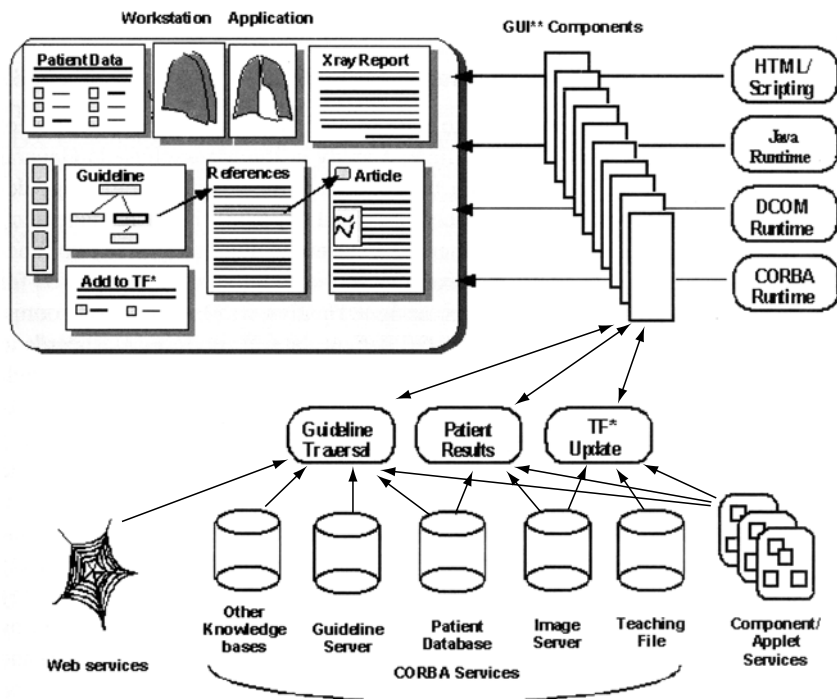 Workstation Application
GUI** Components
Patient Data
Xray Report
HTML/
Scripting
Java
Runtime
Guideline
References
Article
DCOM
Runtime
Add to TF*
CORBA
Runtime
Guideline
Traversal
Patient
Results
TF*
Update
Web services
Other
Knowledge
bases
Guideline
Server
Patient
Database
Image
Server
Teaching
File
Component/
Applet
Services
CORBA Services